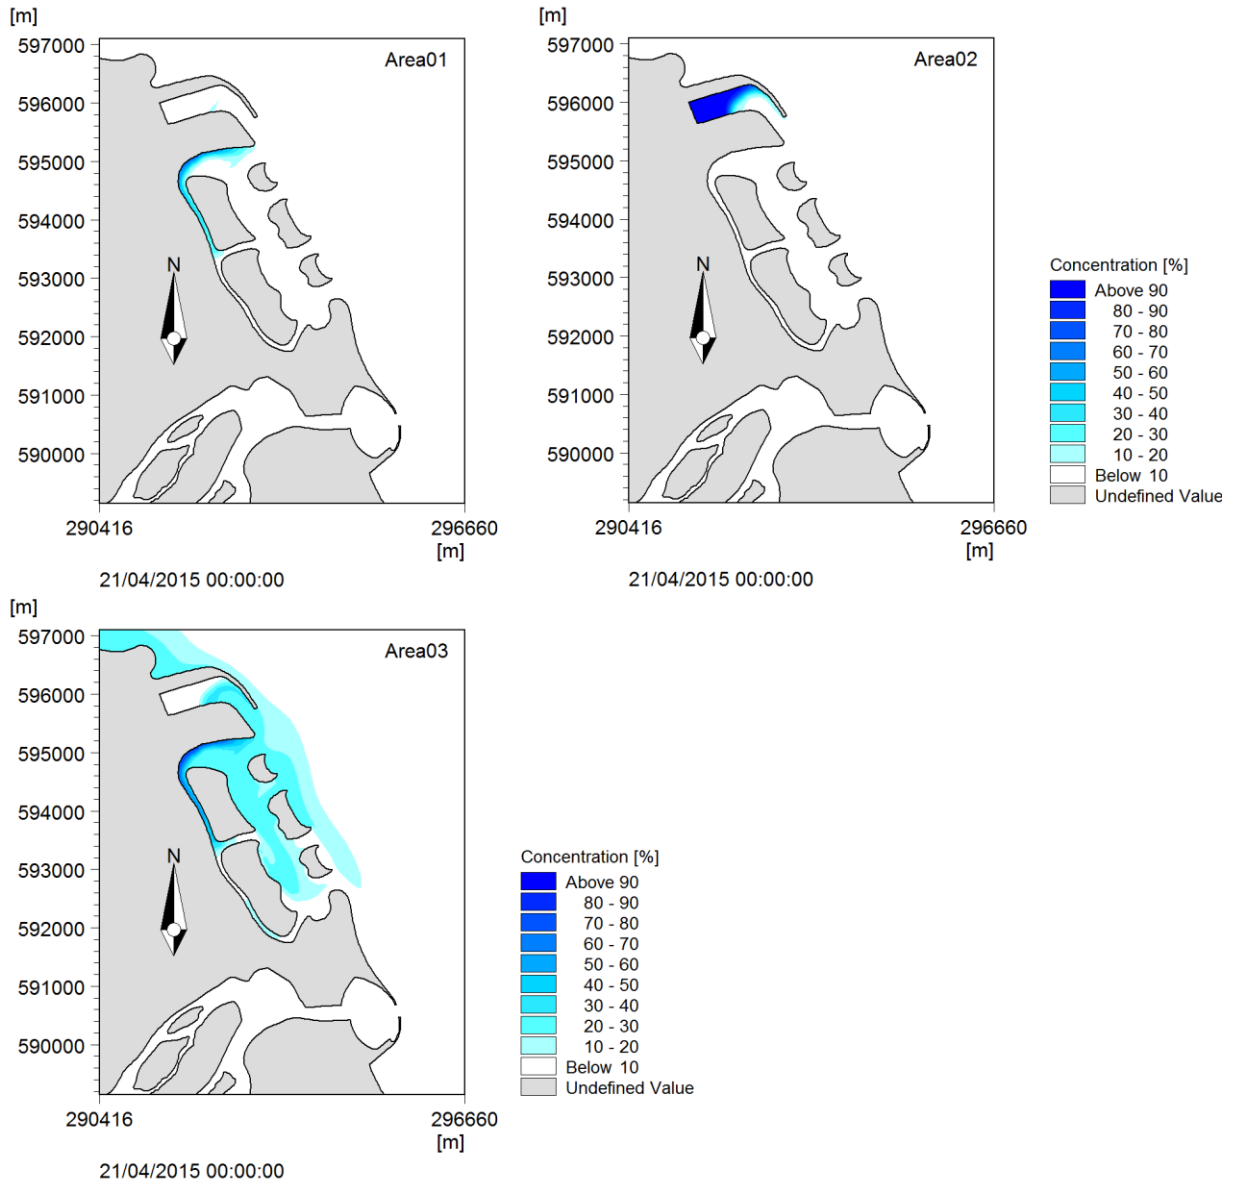 [m]
597000
596000
595000
594000
593000
592000
591000
590000
Area01
N
290416
296660
[m]
21/04/2015 00:00:00
[m]
597000
596000
595000
594000
593000
592000
591000
590000
Area02
N
290416
296660
[m]
21/04/2015 00:00:00
Concentration [%]
Above 90
80 - 90
70 - 80
60 - 70
50 - 60
40 - 50
30 - 40
20 - 30
10 - 20
Below 10
Undefined Value
[m]
597000
596000
595000
594000
593000
592000
591000
590000
Area03
N
290416
296660
[m]
21/04/2015 00:00:00
Concentration [%]
Above 90
80 - 90
70 - 80
60 - 70
50 - 60
40 - 50
30 - 40
20 - 30
10 - 20
Below 10
Undefined Value